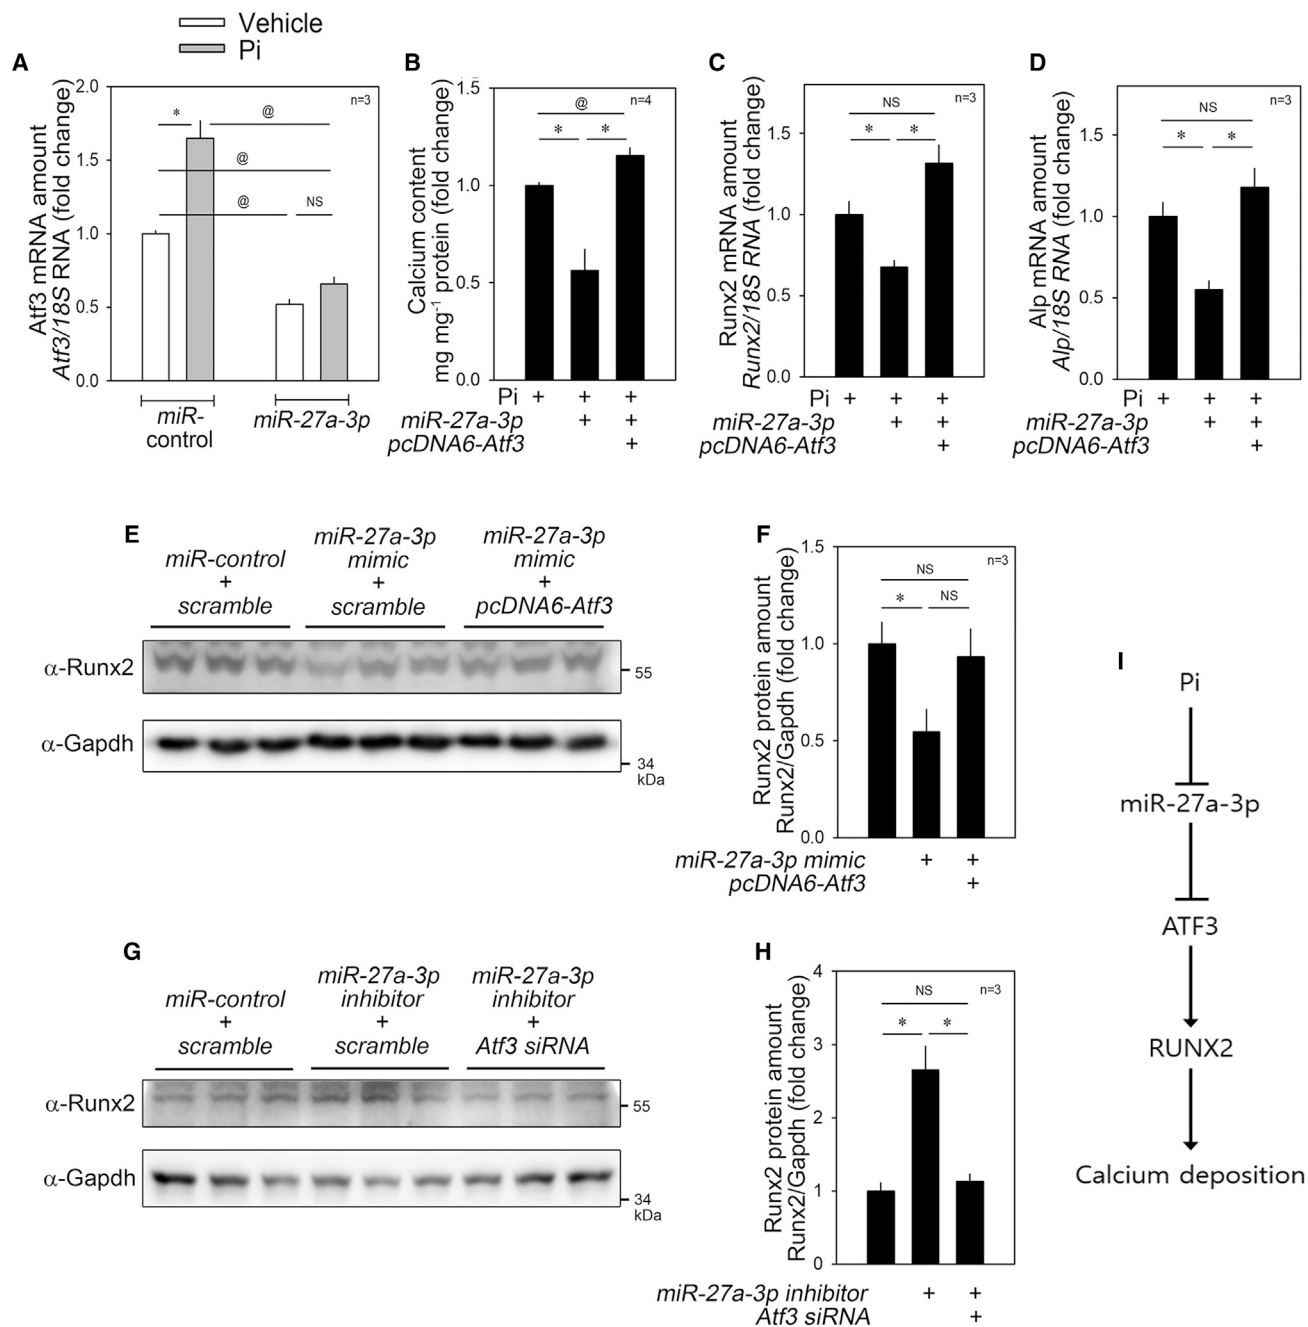 Vehicle
Pi
A
Atf3 mRNA amount
Atf3/18S RNA (fold change)
2.0
1.5
1.0
0.5
0.0
n=3
*
@
@
@
NS
miR-
control
miR-27a-3p
B
Calcium content
mg mg-1 protein (fold change)
1.5
1.0
0.5
0.0
n=4
@
*
*
Pi + + +
miR-27a-3p + +
pcDNA6-Atf3 +
C
Runx2 mRNA amount
Runx2/18S RNA (fold change)
1.5
1.0
0.5
0.0
n=3
NS
*
*
Pi + + +
miR-27a-3p + +
pcDNA6-Atf3 +
D
Alp mRNA amount
Alp/18S RNA (fold change)
1.5
1.0
0.5
0.0
n=3
NS
*
*
Pi + + +
miR-27a-3p + +
pcDNA6-Atf3 +
E
miR-control
+
scramble
miR-27a-3p
mimic
+
scramble
miR-27a-3p
mimic
+
pcDNA6-Atf3
α-Runx2
55
α-Gapdh
34
kDa
F
Runx2 protein amount
Runx2/Gapdh (fold change)
1.5
1.0
0.5
0.0
n=3
NS
*
NS
miR-27a-3p mimic + +
pcDNA6-Atf3 +
G
miR-control
+
scramble
miR-27a-3p
inhibitor
+
scramble
miR-27a-3p
inhibitor
+
Atf3 siRNA
α-Runx2
55
α-Gapdh
34
kDa
H
Runx2 protein amount
Runx2/Gapdh (fold change)
4
3
2
1
0
n=3
NS
*
*
miR-27a-3p inhibitor + +
Atf3 siRNA +
I
Pi
miR-27a-3p
ATF3
RUNX2
Calcium deposition